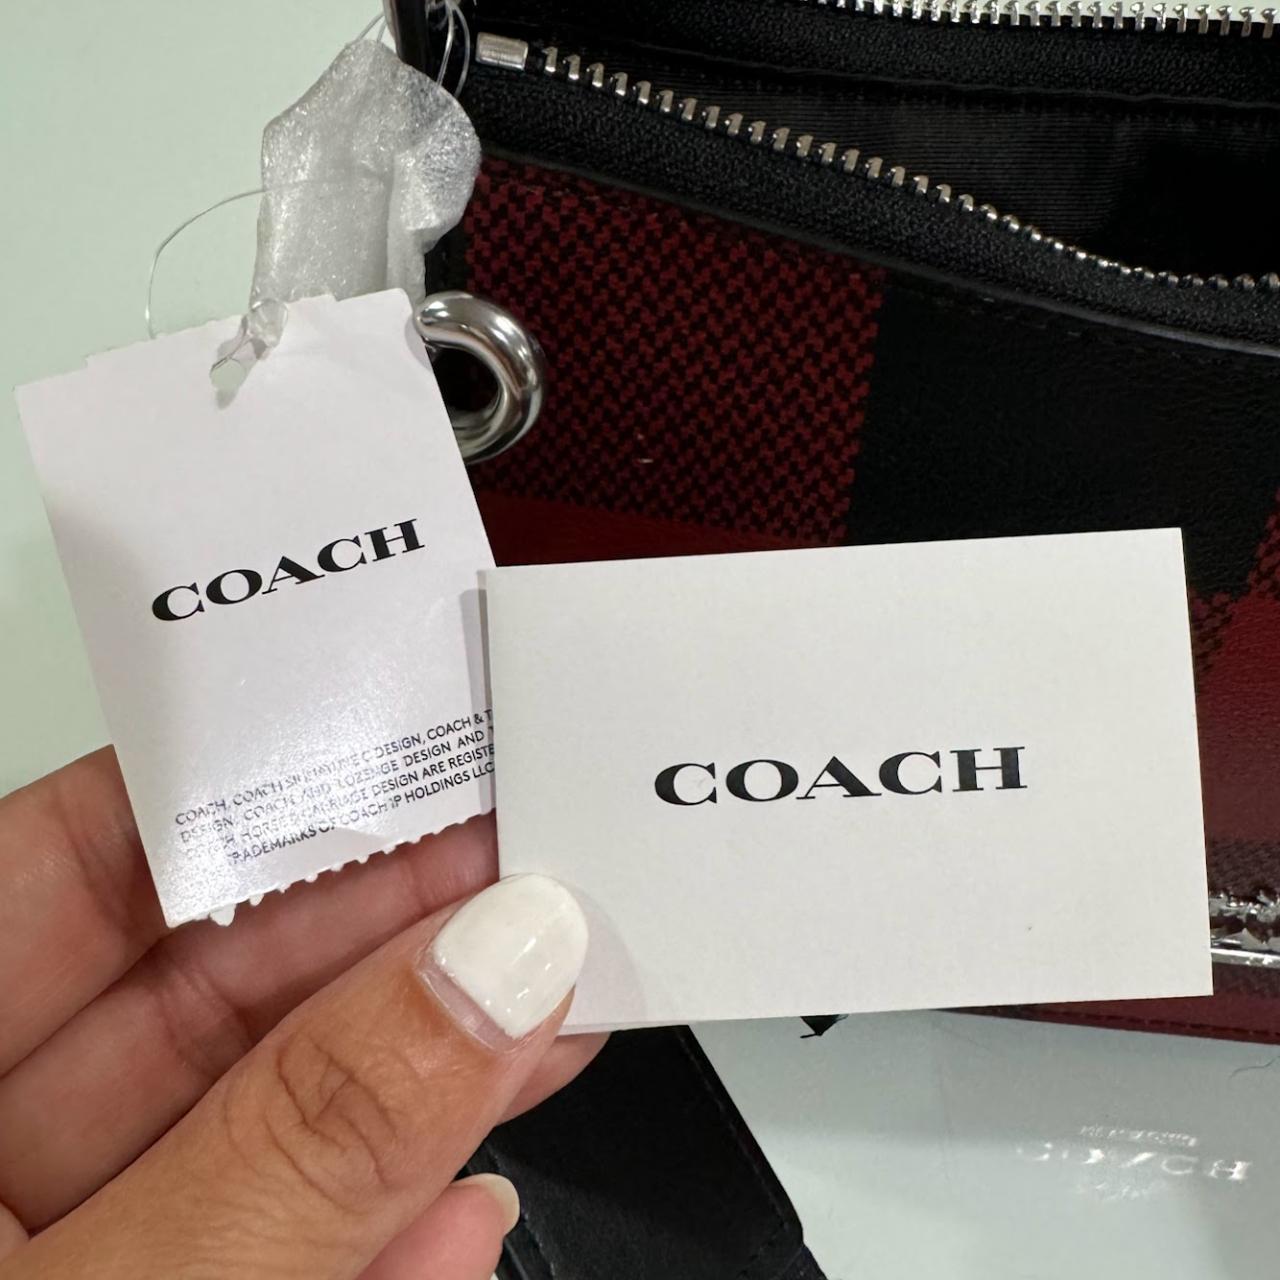 COACH
COACH, COACH SIGNATURE C DESIGN, COACH & T
DESIGN, COACH AND LOZENGE DESIGN AND
COACH HORSE & CARRIAGE DESIGN ARE REGISTE
TRADEMARKS OF COACH IP HOLDINGS LLC
COACH
COACH